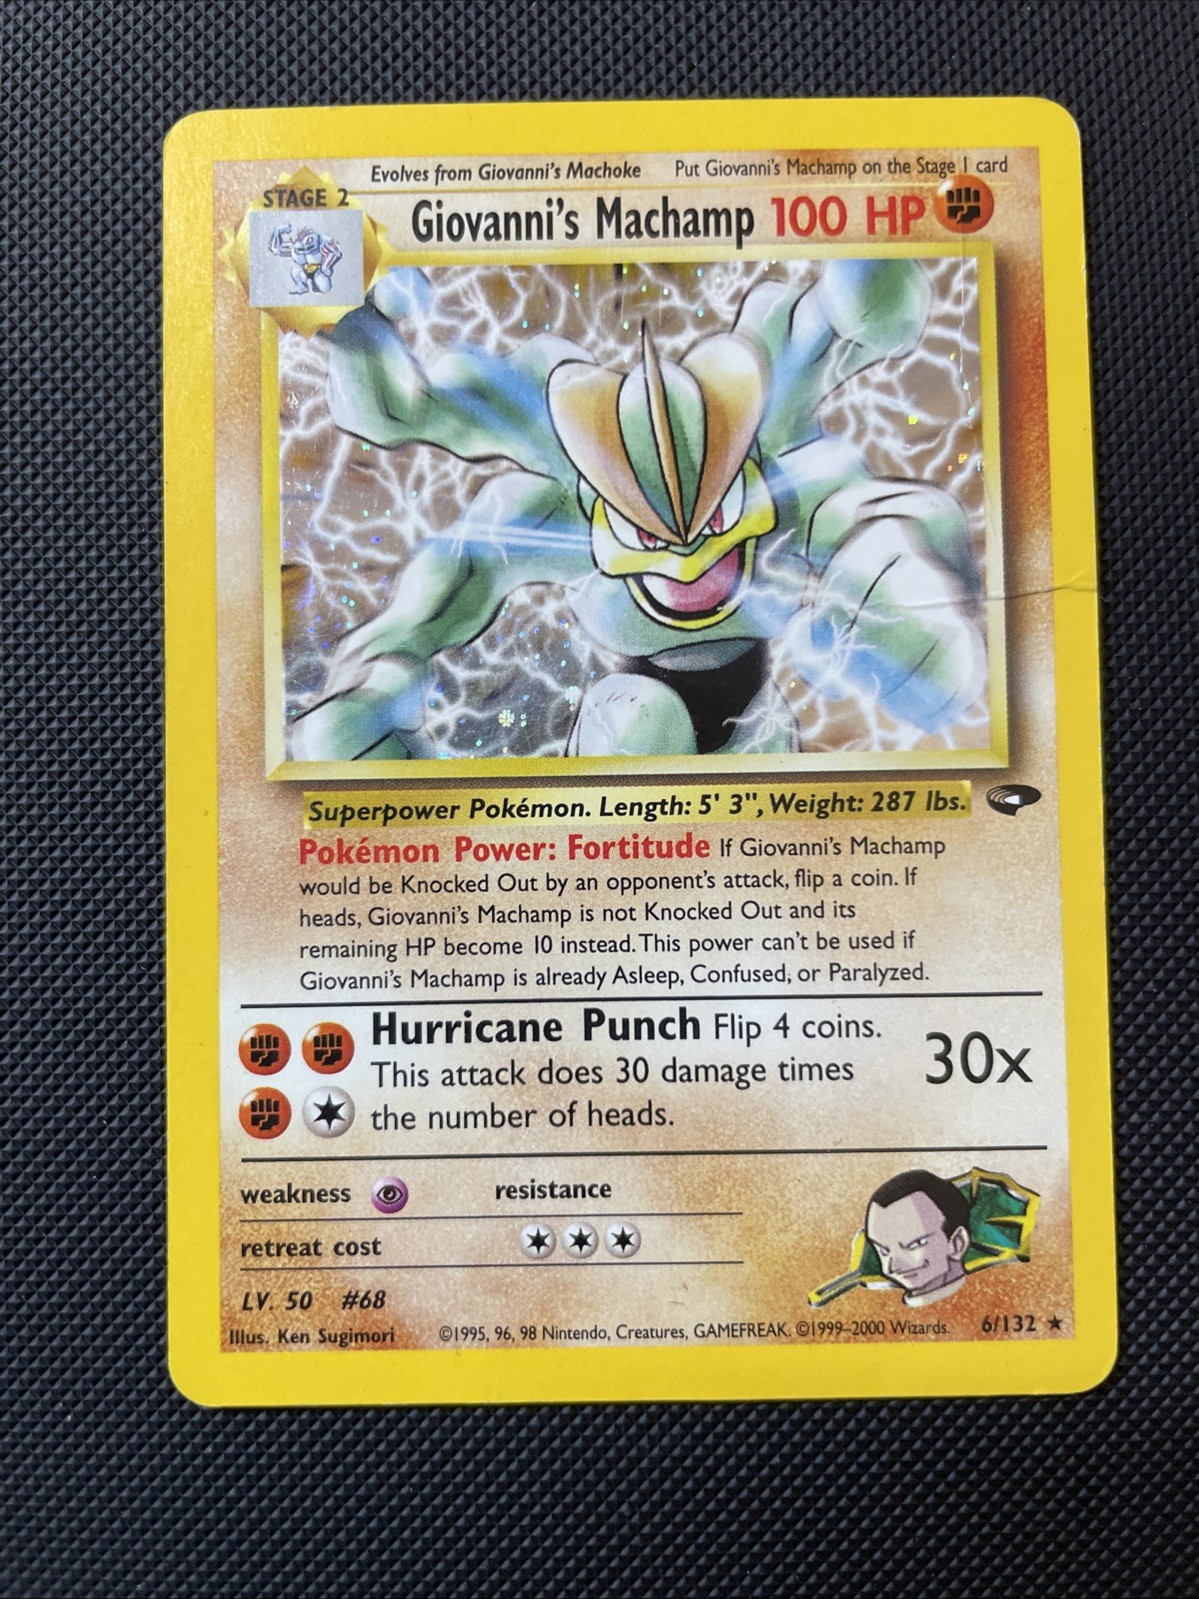 Evolves from Giovanni's Machoke Put Giovanni's Machamp on the Stage 1 card
STAGE 2
Giovanni's Machamp 100 HP
Superpower Pokémon. Length: 5' 3", Weight: 287 lbs.
Pokémon Power: Fortitude If Giovanni's Machamp
would be Knocked Out by an opponent's attack, flip a coin. If
heads, Giovanni's Machamp is not Knocked Out and its
remaining HP become 10 instead. This power can't be used if
Giovanni's Machamp is already Asleep, Confused, or Paralyzed.
Hurricane Punch Flip 4 coins.
This attack does 30 damage times
the number of heads.
30x
weakness resistance
retreat cost
LV. 50 #68
Illus. Ken Sugimori ©1995, 96, 98 Nintendo, Creatures, GAMEFREAK. ©1999–2000 Wizards. 6/132 ★